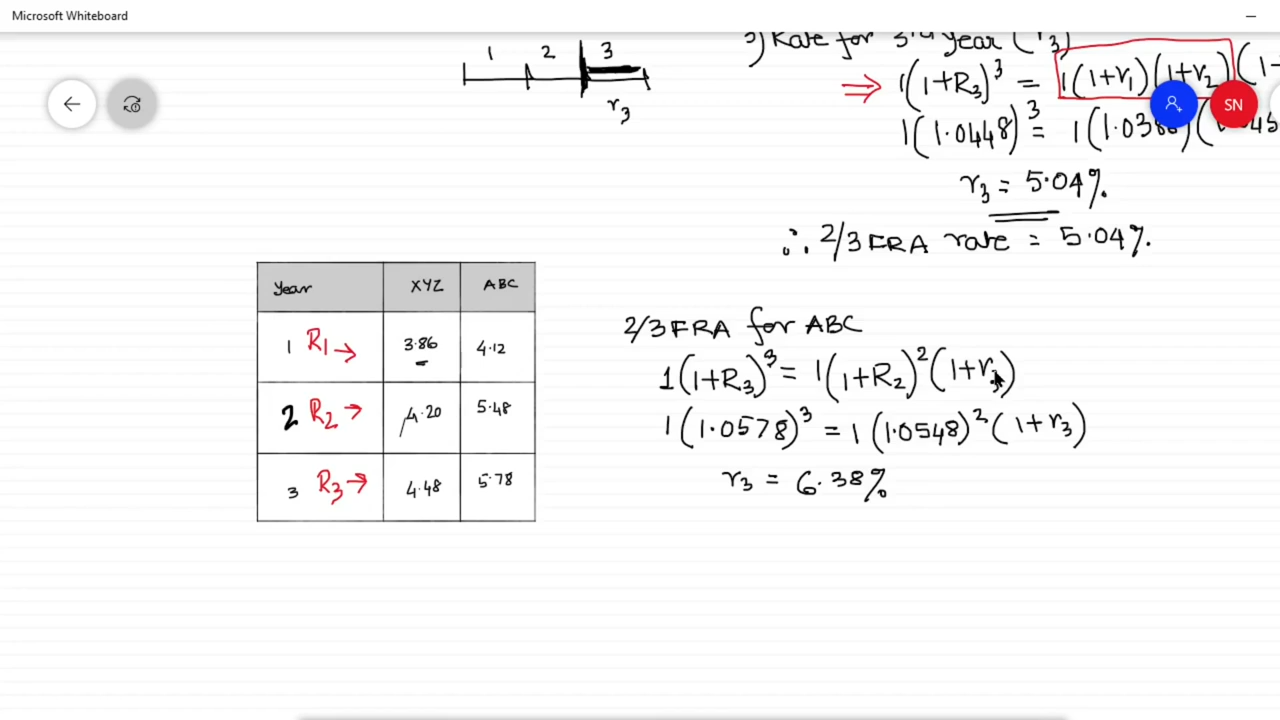 Microsoft Whiteboard
1 2 3
r3
3) Rate for 3rd year (r3)
⇒ 1(1+R3)^3 = 1(1+r1)(1+r2)(1
SN
1(1.0448)^3 = 1(1.0386)(
r3 = 5.04%.
∴ 2/3 FRA rate = 5.04%.
Year XYZ ABC
1 R1→ 3.86 4.12
2 R2→ 4.20 5.48
3 R3→ 4.48 5.78
2/3 FRA for ABC
1(1+R3)^3 = 1(1+R2)^2(1+r3)
1(1.0578)^3 = 1(1.0548)^2(1+r3)
r3 = 6.38%